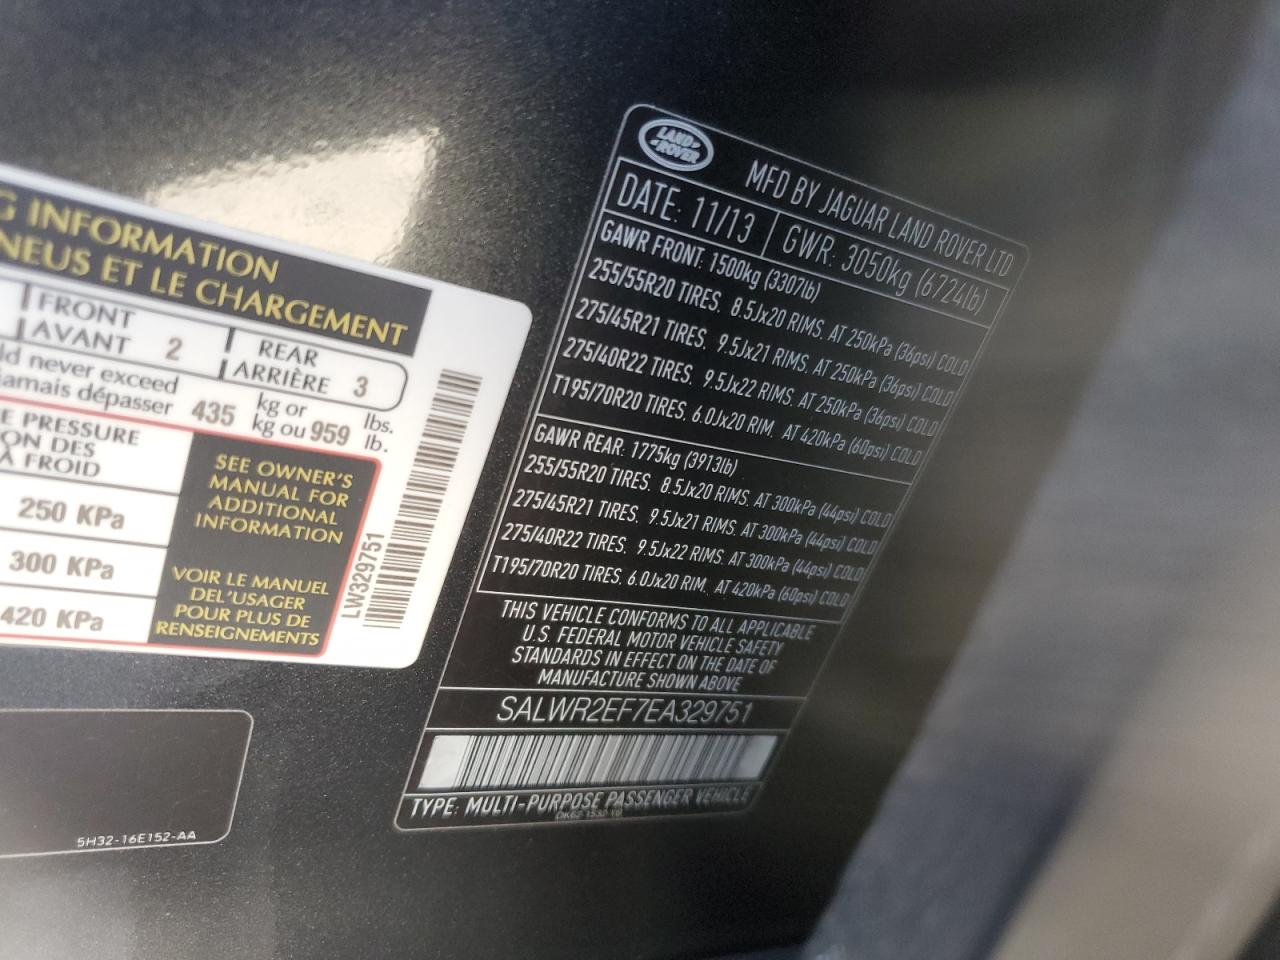 G INFORMATION
NEUS ET LE CHARGEMENT
FRONT
AVANT 2
REAR
ARRIÈRE 3
ld never exceed
jamais dépasser 435 kg or
kg ou 959 lbs.
lb.
E PRESSURE
ON DES
À FROID
250 KPa
300 KPa
420 KPa
SEE OWNER'S
MANUAL FOR
ADDITIONAL
INFORMATION
VOIR LE MANUEL
DEL'USAGER
POUR PLUS DE
RENSEIGNEMENTS
LW329751
5H32-16E152-AA
LAND
ROVER
MFD BY JAGUAR LAND ROVER LTD
DATE: 11/13 GWR: 3050kg (6724lb)
GAWR FRONT: 1500kg (3307lb)
255/55R20 TIRES. 8.5Jx20 RIMS. AT 250kPa (36psi) COLD
275/45R21 TIRES. 9.5Jx21 RIMS. AT 250kPa (36psi) COLD
275/40R22 TIRES. 9.5Jx22 RIMS. AT 250kPa (36psi) COLD
T195/70R20 TIRES. 6.0Jx20 RIM. AT 420kPa (60psi) COLD
GAWR REAR: 1775kg (3913lb)
255/55R20 TIRES. 8.5Jx20 RIMS. AT 300kPa (44psi) COLD
275/45R21 TIRES. 9.5Jx21 RIMS. AT 300kPa (44psi) COLD
275/40R22 TIRES. 9.5Jx22 RIMS. AT 300kPa (44psi) COLD
T195/70R20 TIRES. 6.0Jx20 RIM. AT 420kPa (60psi) COLD
THIS VEHICLE CONFORMS TO ALL APPLICABLE
U.S. FEDERAL MOTOR VEHICLE SAFETY
STANDARDS IN EFFECT ON THE DATE OF
MANUFACTURE SHOWN ABOVE
SALWR2EF7EA329751
TYPE: MULTI-PURPOSE PASSENGER VEHICLE